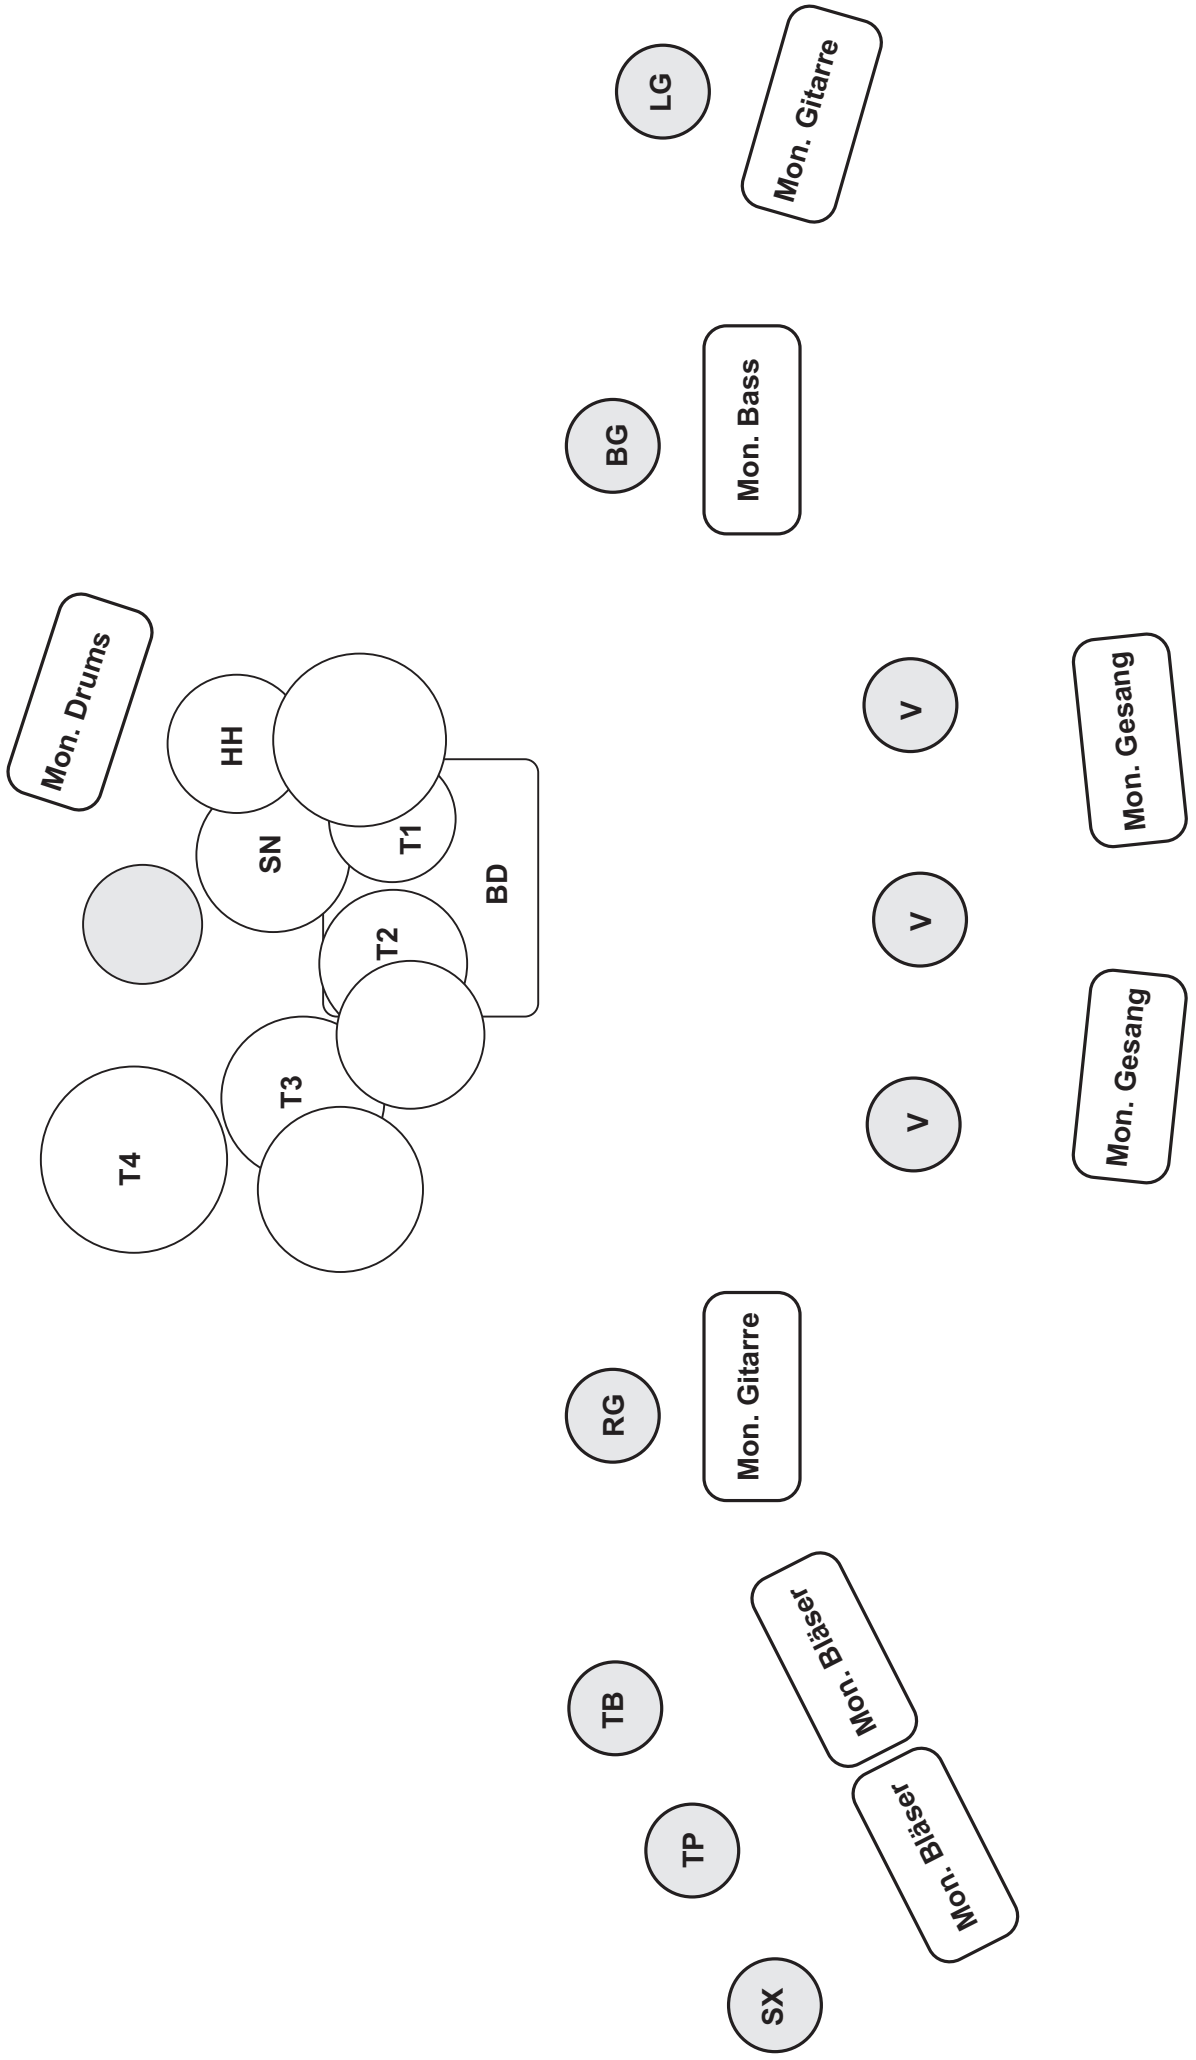 T4
Mon. Drums
HH
SN
T3
T2
T1
BD
TB
RG
BG
LG
TP
SX
Mon. Gitarre
Mon. Bass
Mon. Gitarre
Mon. Bläser
Mon. Bläser
V
V
V
Mon. Gesang
Mon. Gesang